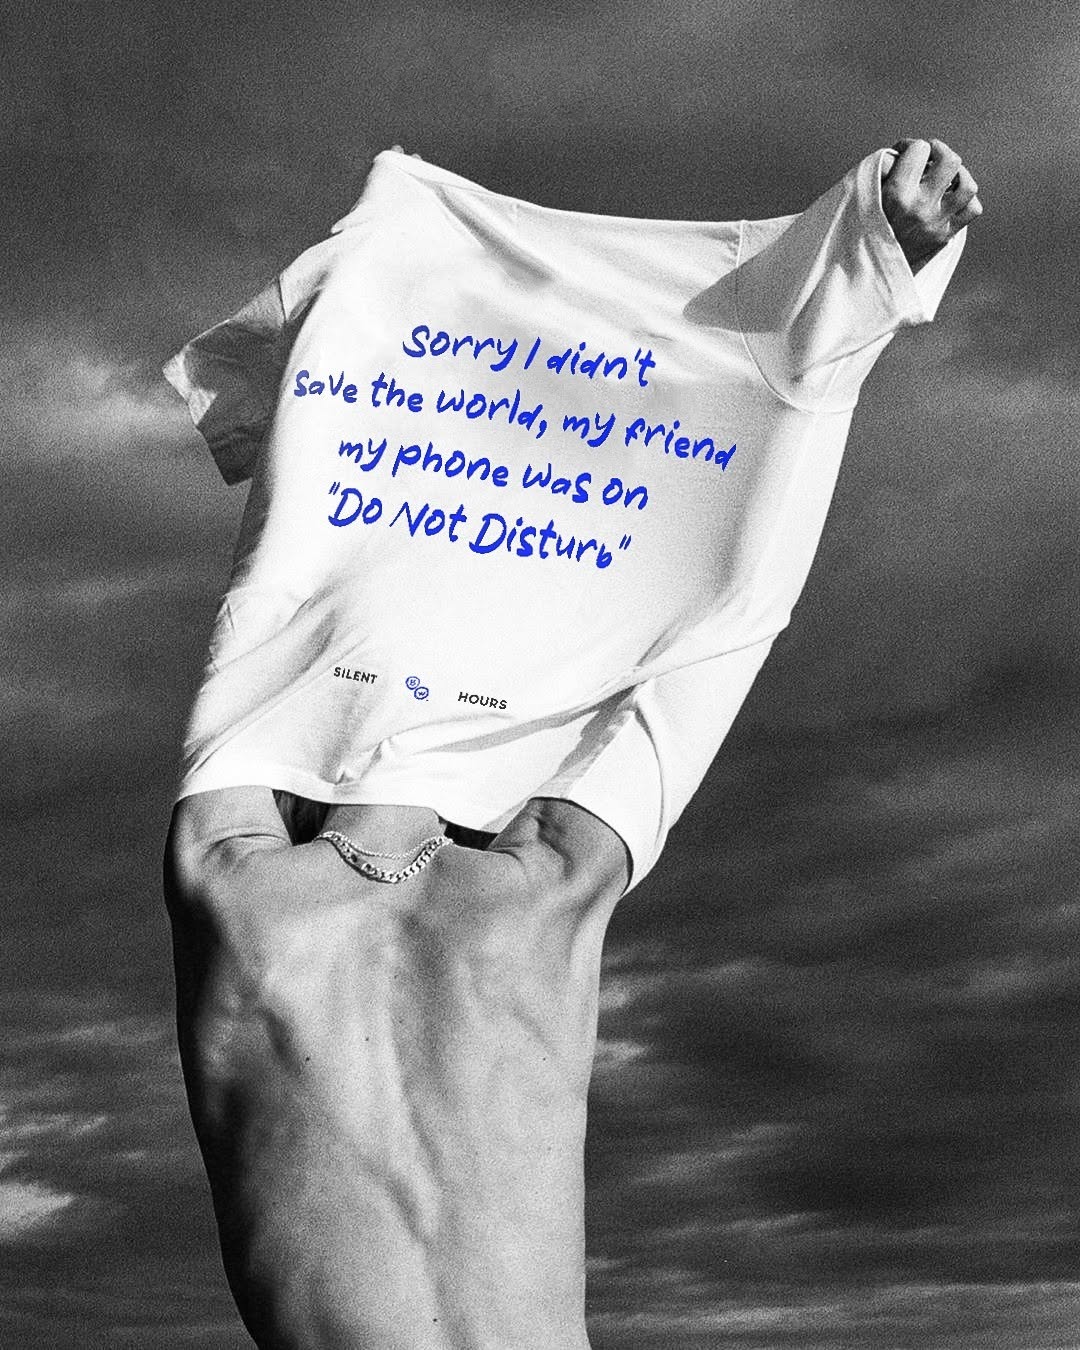 Sorry I didn't
save the world, my friend
my phone was on
"Do Not Disturb"
SILENT B W. HOURS